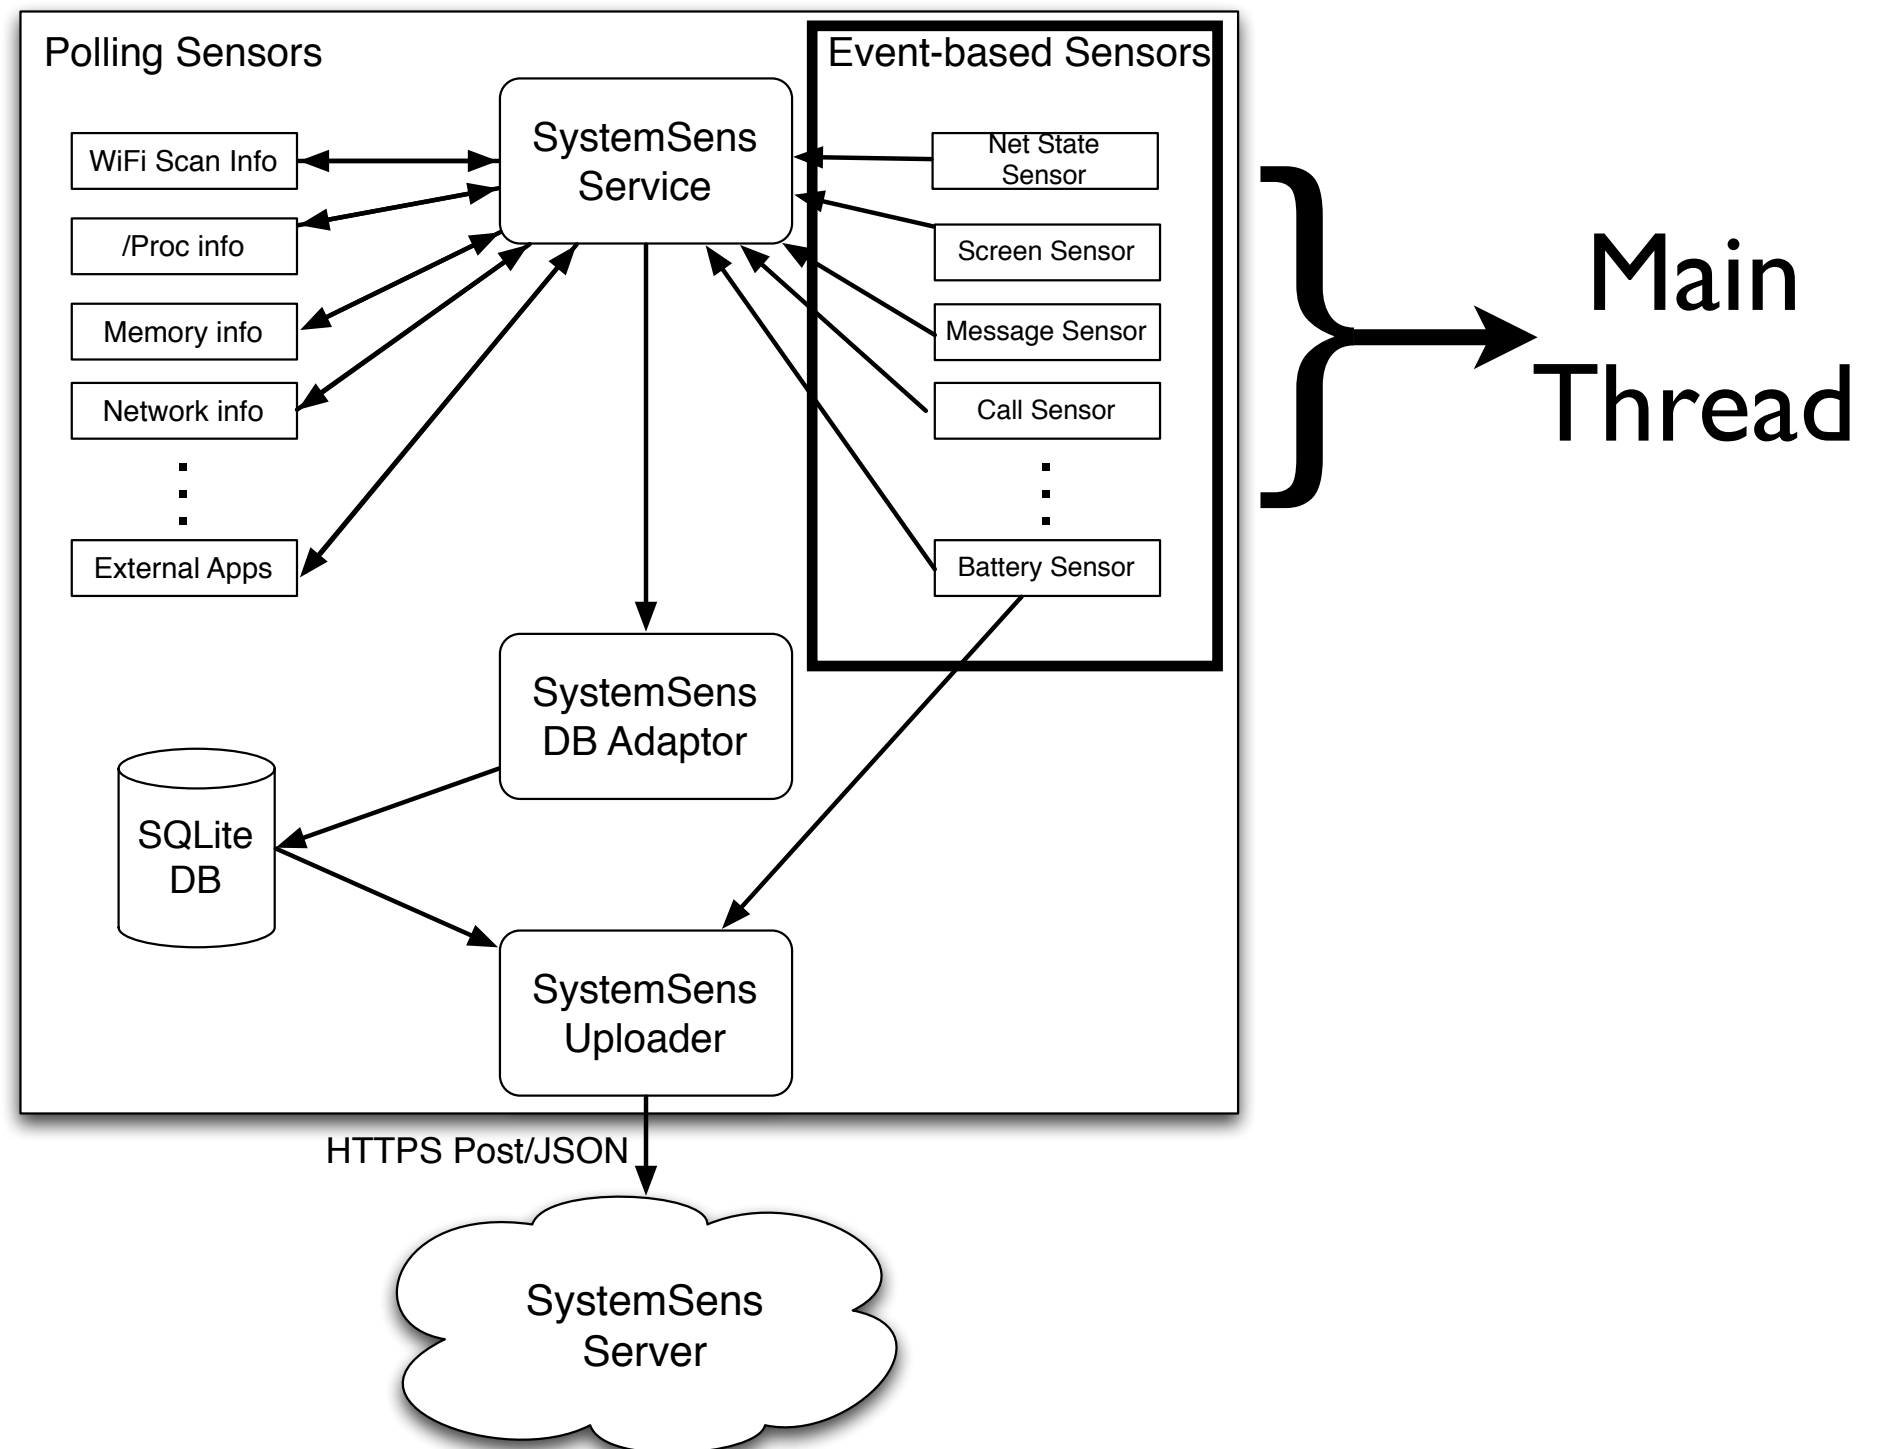 Polling Sensors
Event-based Sensors
SystemSens
Service
WiFi Scan Info
/Proc info
Memory info
Network info
External Apps
Net State
Sensor
Screen Sensor
Message Sensor
Call Sensor
Battery Sensor
Main
Thread
SystemSens
DB Adaptor
SQLite
DB
SystemSens
Uploader
HTTPS Post/JSON
SystemSens
Server